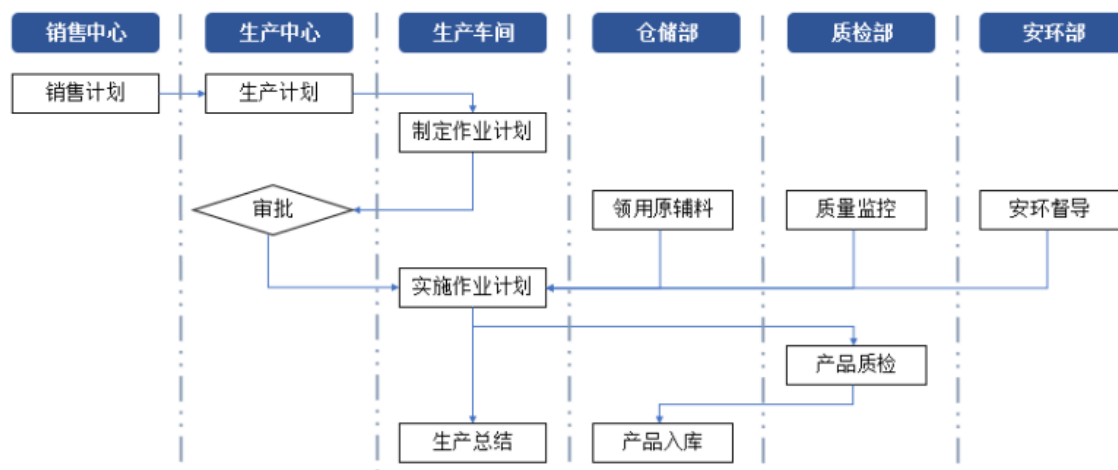 销售中心
生产中心
生产车间
仓储部
质检部
安环部
销售计划
生产计划
制定作业计划
审批
领用原辅料
质量监控
安环督导
实施作业计划
产品质检
生产总结
产品入库